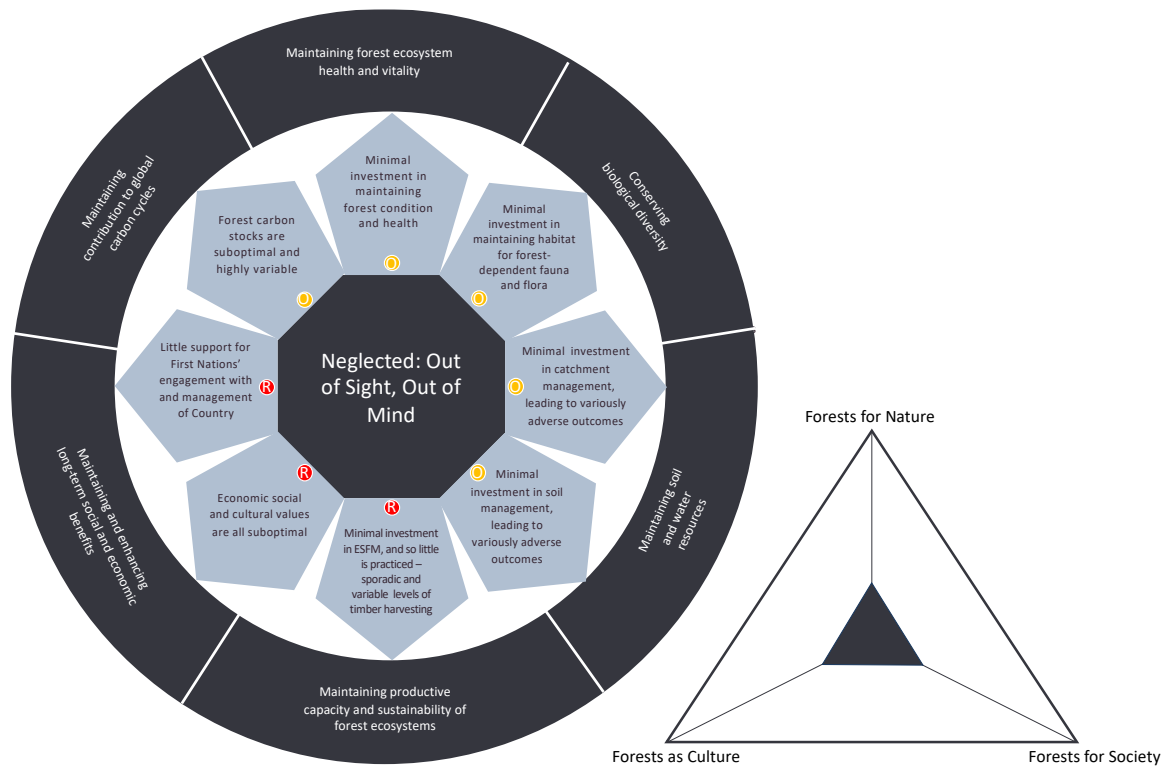 Maintaining forest ecosystem
health and vitality
Conserving
biological diversity
Maintaining soil
and water
resources
Maintaining productive
capacity and sustainability of
forest ecosystems
Maintaining and enhancing
long-term social and economic
benefits
Maintaining
contribution to global
carbon cycles
Minimal
investment in
maintaining
forest condition
and health
O
Minimal
investment in
maintaining habitat
for forest-
dependent fauna
and flora
O
Minimal investment
in catchment
management,
leading to variously
adverse outcomes
O
Minimal
investment in soil
management,
leading to
variously adverse
outcomes
O
Minimal investment
in ESFM, and so little
is practiced –
sporadic and
variable levels of
timber harvesting
R
Economic social
and cultural values
are all suboptimal
R
Little support for
First Nations’
engagement with
and management
of Country
R
Forest carbon
stocks are
suboptimal and
highly variable
O
Neglected: Out
of Sight, Out of
Mind
Forests for Nature
Forests as Culture
Forests for Society